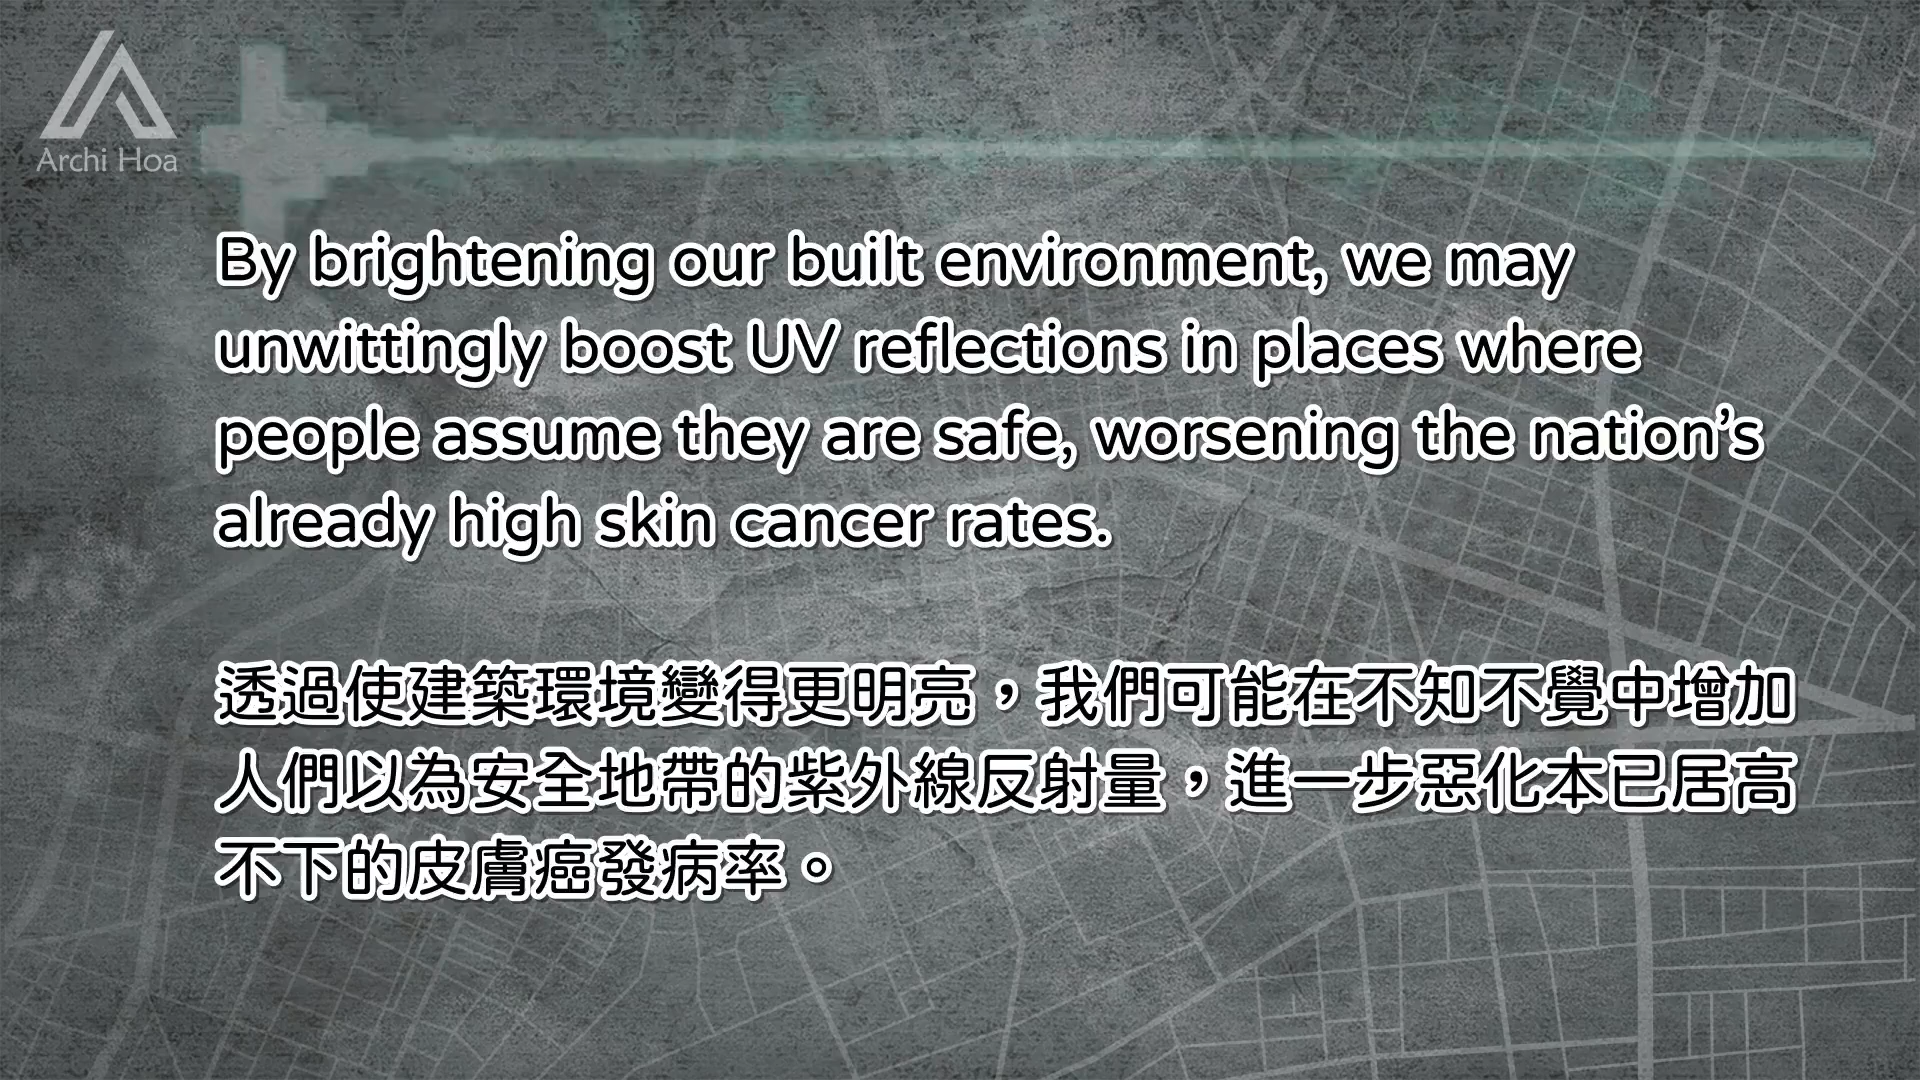 Archi Hoa
By brightening our built environment, we may
unwittingly boost UV reflections in places where
people assume they are safe, worsening the nation’s
already high skin cancer rates.
透過使建築環境變得更明亮，我們可能在不知不覺中增加
人們以為安全地帶的紫外線反射量，進一步惡化本已居高
不下的皮膚癌發病率。